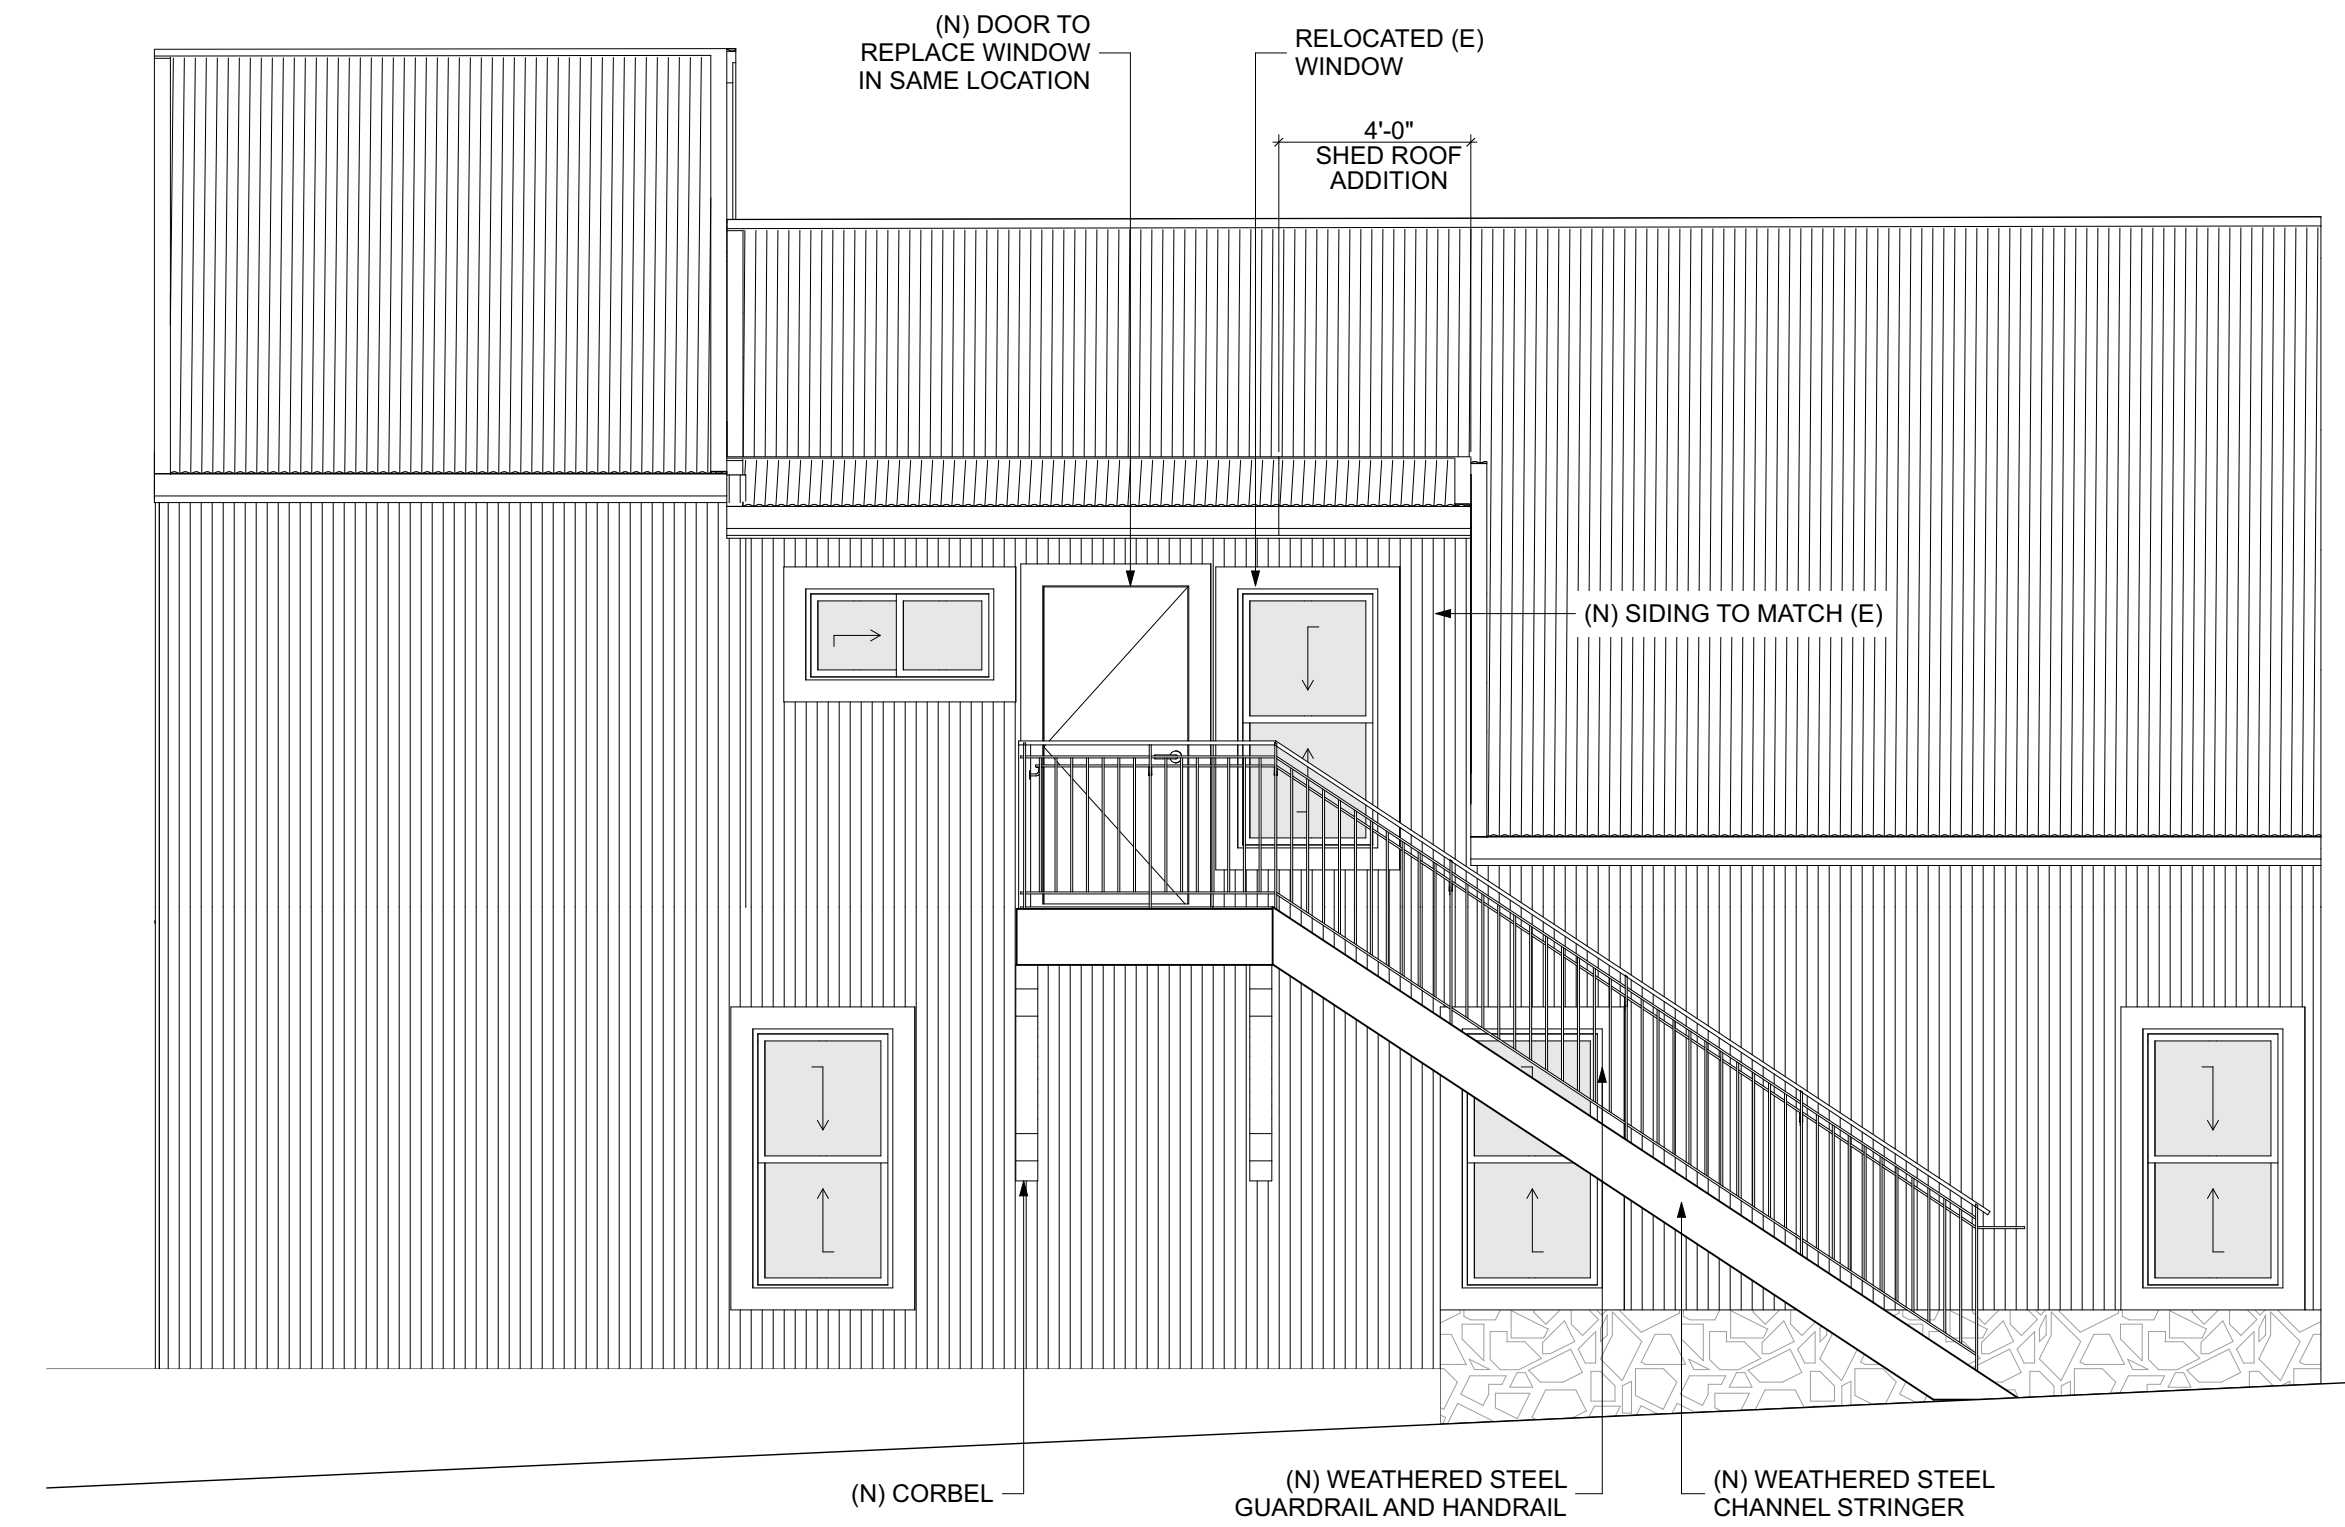 (N) DOOR TO
REPLACE WINDOW
IN SAME LOCATION
RELOCATED (E)
WINDOW
4'-0"
SHED ROOF
ADDITION
(N) SIDING TO MATCH (E)
(N) CORBEL
(N) WEATHERED STEEL
GUARDRAIL AND HANDRAIL
(N) WEATHERED STEEL
CHANNEL STRINGER